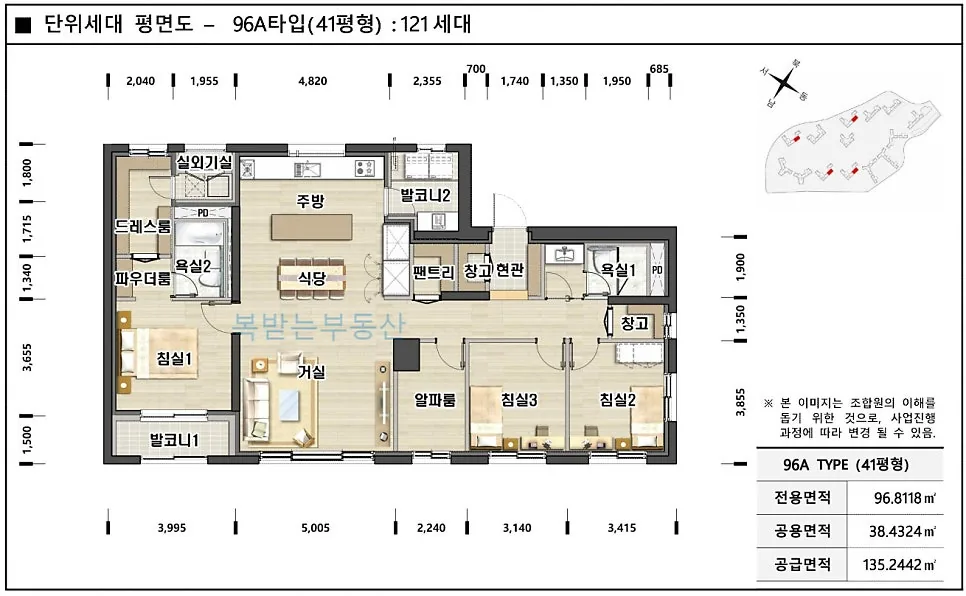 ■ 단위세대 평면도 – 96A타입(41평형) : 121세대
2,040 1,955 4,820 2,355 700 1,740 1,350 1,950 685
북
서
동
남
1,800
1,715
1,340
3,655
1,500
실외기실
주방
발코니2
드레스룸
PD
욕실2
파우더룸
식당
팬트리
창고
현관
욕실1
PD
복받는부동산
창고
침실1
거실
알파룸
침실3
침실2
발코니1
1,900
1,350
3,855
3,995 5,005 2,240 3,140 3,415
※ 본 이미지는 조합원의 이해를
돕기 위한 것으로, 사업진행
과정에 따라 변경 될 수 있음.
96A TYPE (41평형)
전용면적 96.8118㎡
공용면적 38.4324㎡
공급면적 135.2442㎡